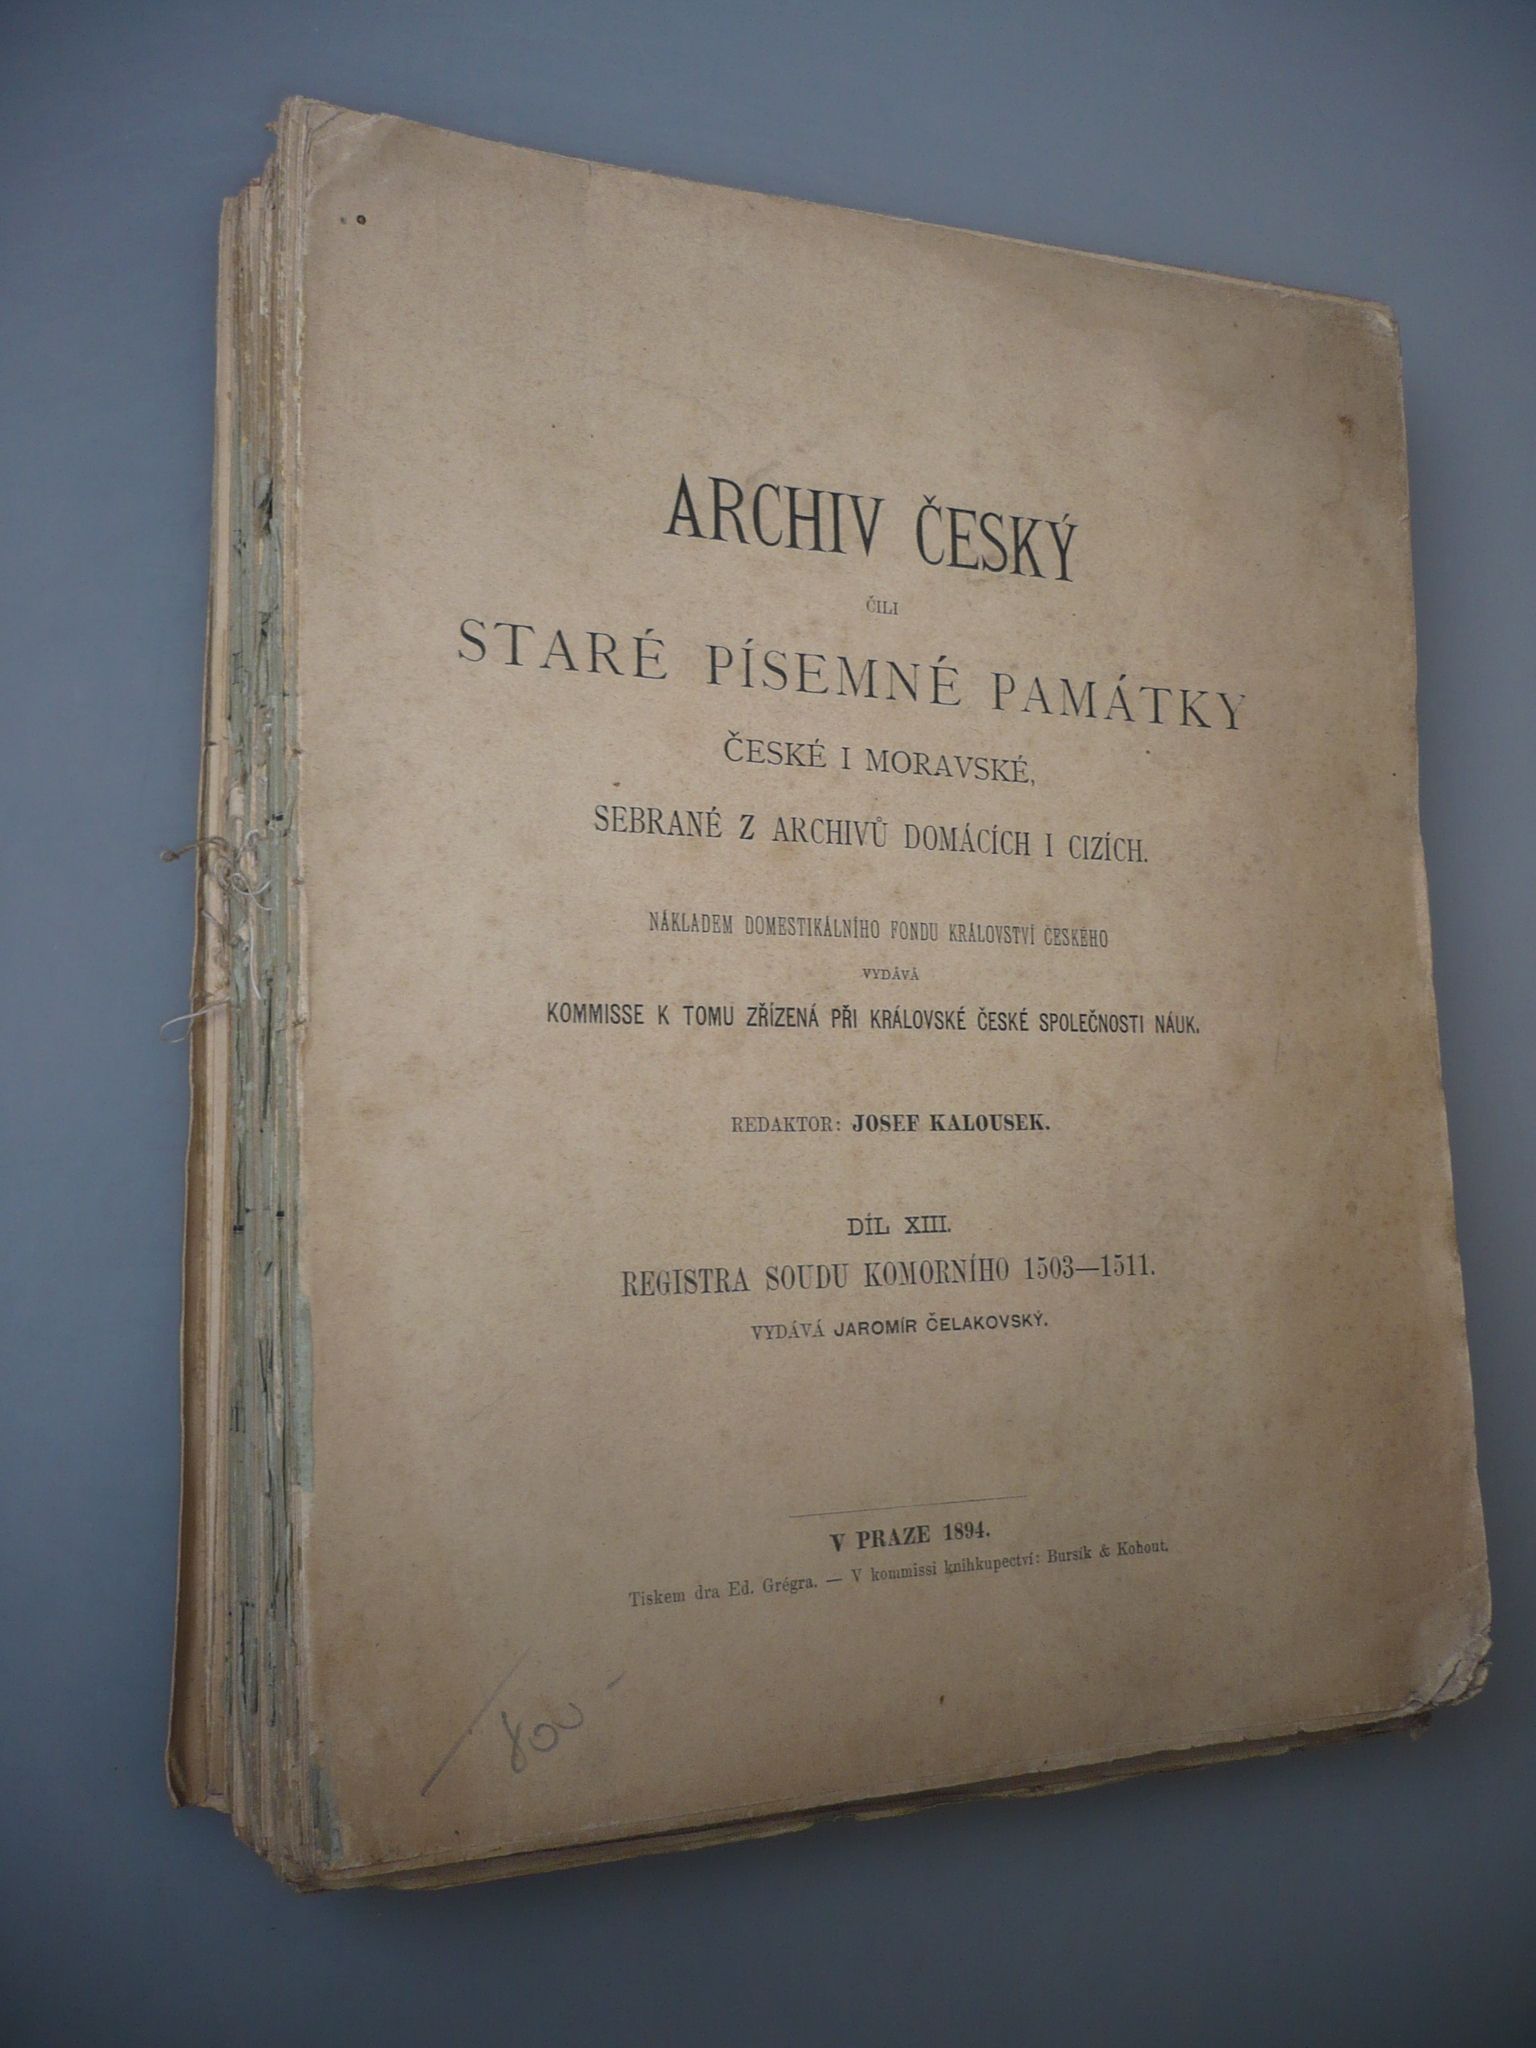 ARCHIV ČESKÝ
ČILI
STARÉ PÍSEMNÉ PAMÁTKY
ČESKÉ I MORAVSKÉ,
SEBRANÉ Z ARCHIVŮ DOMÁCÍCH I CIZÍCH.
NÁKLADEM DOMESTIKÁLNÍHO FONDU KRÁLOVSTVÍ ČESKÉHO
VYDÁVÁ
KOMMISSE K TOMU ZŘÍZENÁ PŘI KRÁLOVSKÉ ČESKÉ SPOLEČNOSTI NÁUK.
REDAKTOR: JOSEF KALOUSEK.
DÍL XIII.
REGISTRA SOUDU KOMORNÍHO 1503—1511.
VYDÁVÁ JAROMÍR ČELAKOVSKÝ.
V PRAZE 1894.
Tiskem dra Ed. Grégra. — V kommissi knihkupectví: Bursík & Kohout.